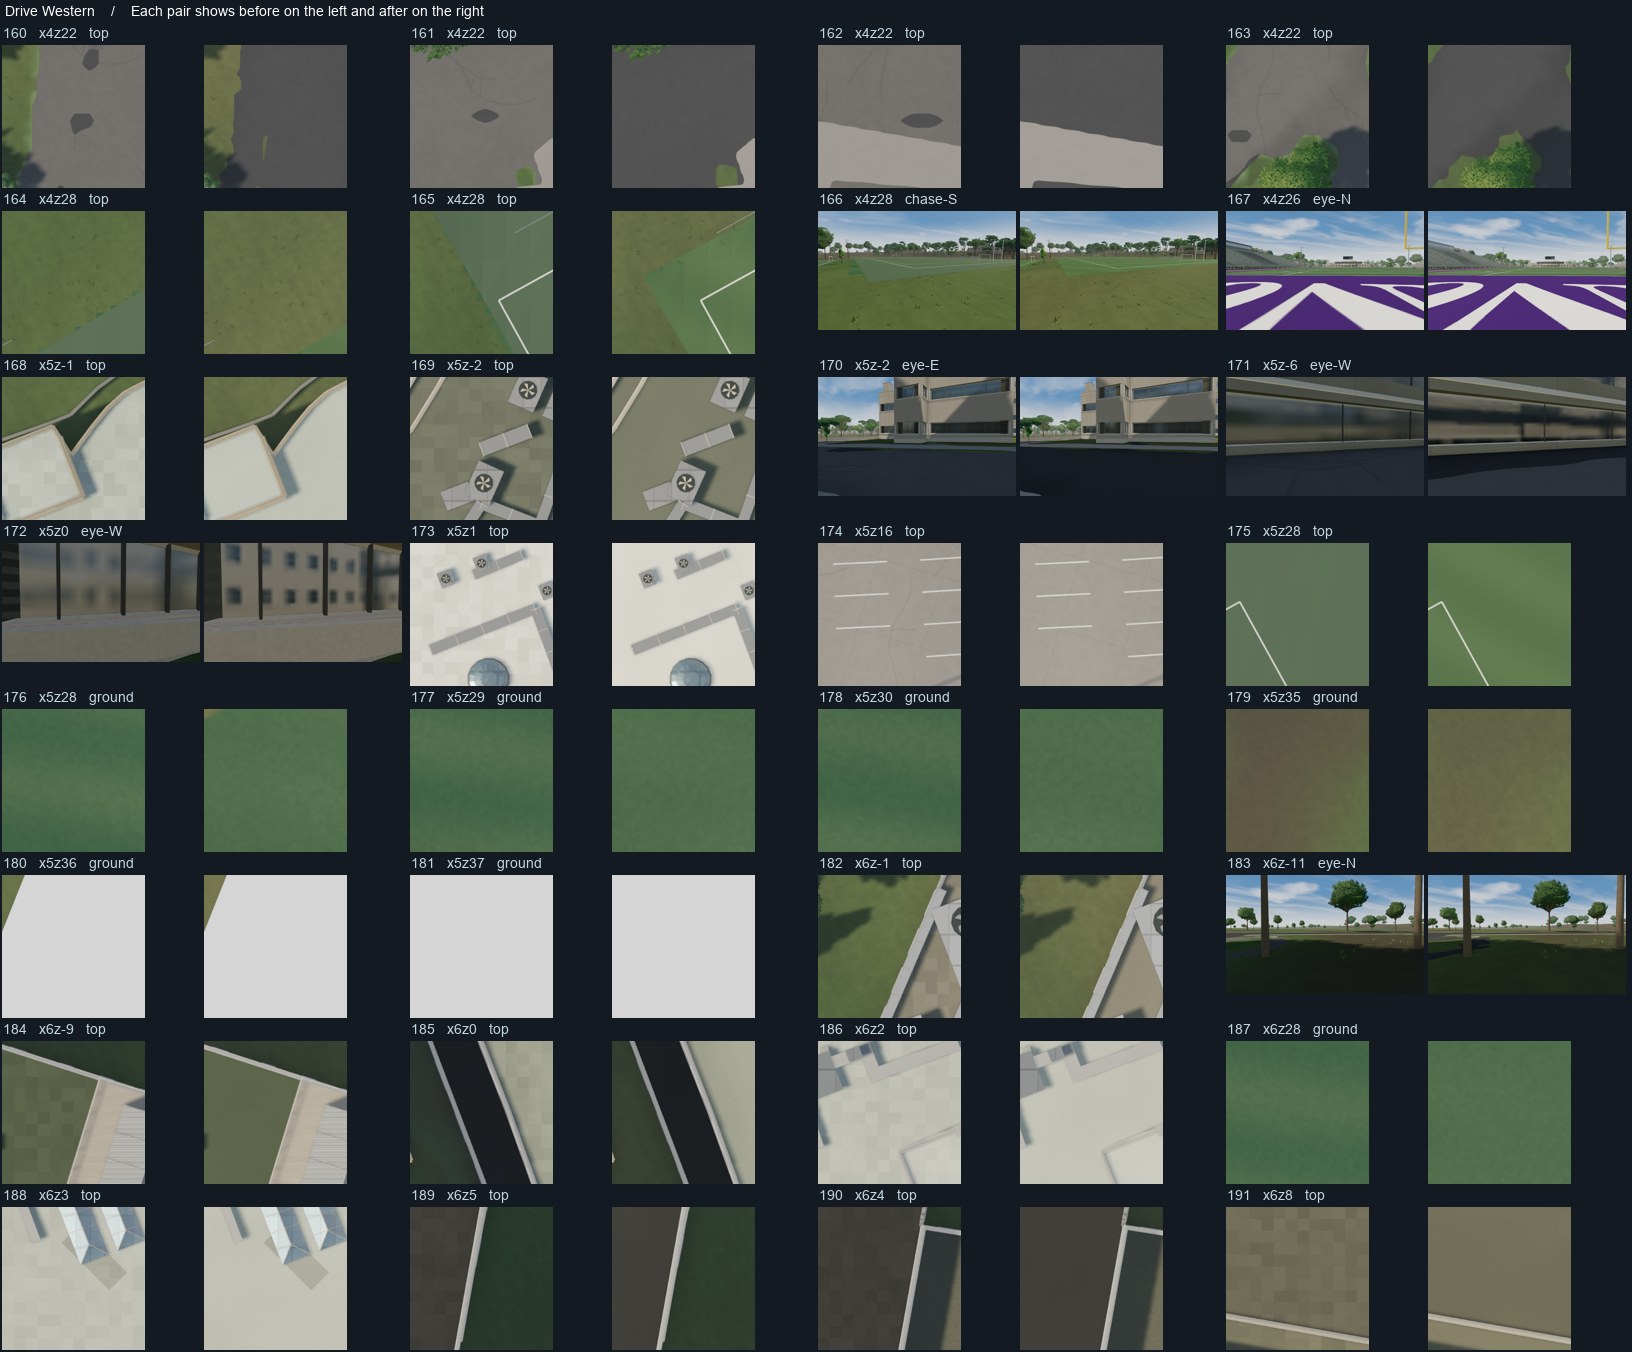 Drive Western / Each pair shows before on the left and after on the right
160 x4z22 top
161 x4z22 top
162 x4z22 top
163 x4z22 top
164 x4z28 top
165 x4z28 top
166 x4z28 chase-S
167 x4z26 eye-N
168 x5z-1 top
169 x5z-2 top
170 x5z-2 eye-E
171 x5z-6 eye-W
172 x5z0 eye-W
173 x5z1 top
174 x5z16 top
175 x5z28 top
176 x5z28 ground
177 x5z29 ground
178 x5z30 ground
179 x5z35 ground
180 x5z36 ground
181 x5z37 ground
182 x6z-1 top
183 x6z-11 eye-N
184 x6z-9 top
185 x6z0 top
186 x6z2 top
187 x6z28 ground
188 x6z3 top
189 x6z5 top
190 x6z4 top
191 x6z8 top